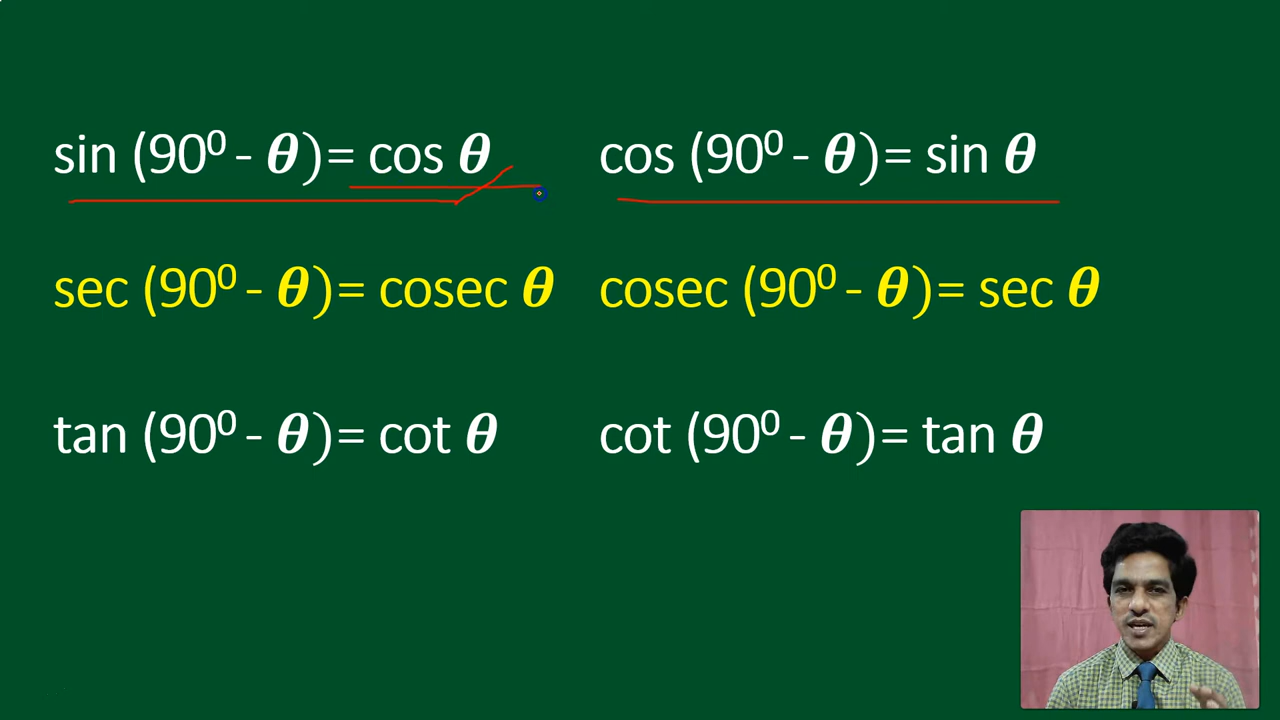 sin (90⁰ - θ)= cos θ cos (90⁰ - θ)= sin θ
sec (90⁰ - θ)= cosec θ cosec (90⁰ - θ)= sec θ
tan (90⁰ - θ)= cot θ cot (90⁰ - θ)= tan θ